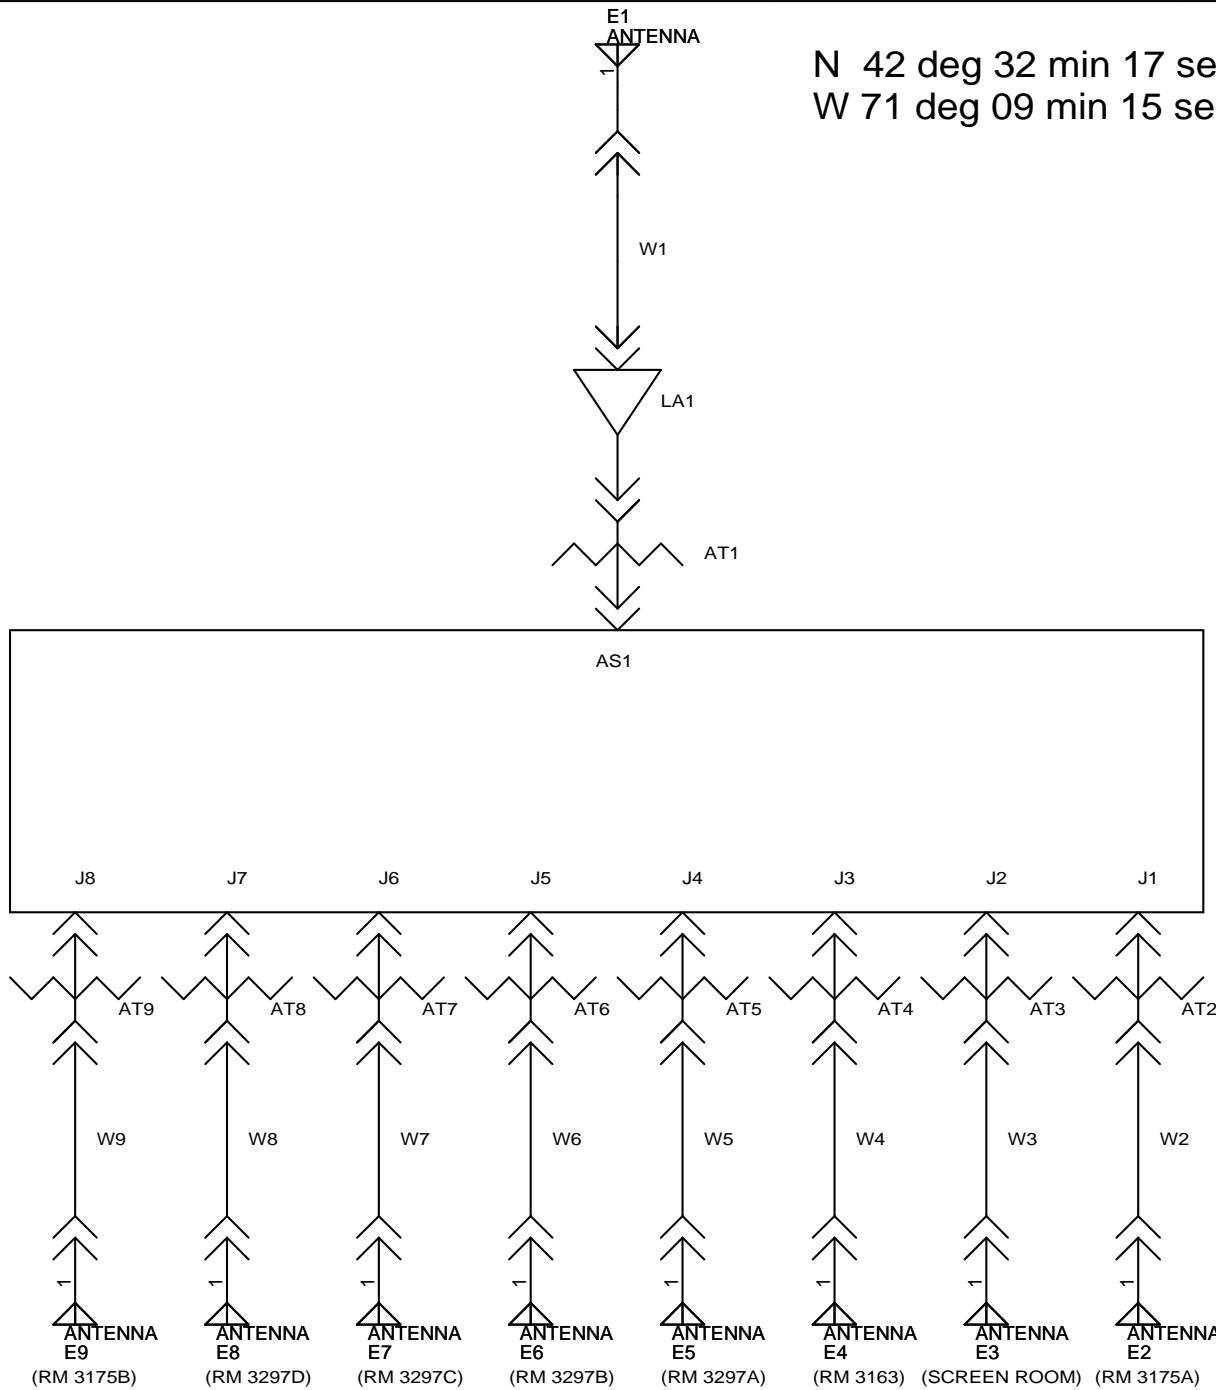 E1
ANTENNA
N 42 deg 32 min 17 se
W 71 deg 09 min 15 se
1
W1
LA1
AT1
AS1
J8 J7 J6 J5 J4 J3 J2 J1
AT9 AT8 AT7 AT6 AT5 AT4 AT3 AT2
W9 W8 W7 W6 W5 W4 W3 W2
1 1 1 1 1 1 1 1
ANTENNA ANTENNA ANTENNA ANTENNA ANTENNA ANTENNA ANTENNA ANTENNA
E9 E8 E7 E6 E5 E4 E3 E2
(RM 3175B) (RM 3297D) (RM 3297C) (RM 3297B) (RM 3297A) (RM 3163) (SCREEN ROOM) (RM 3175A)